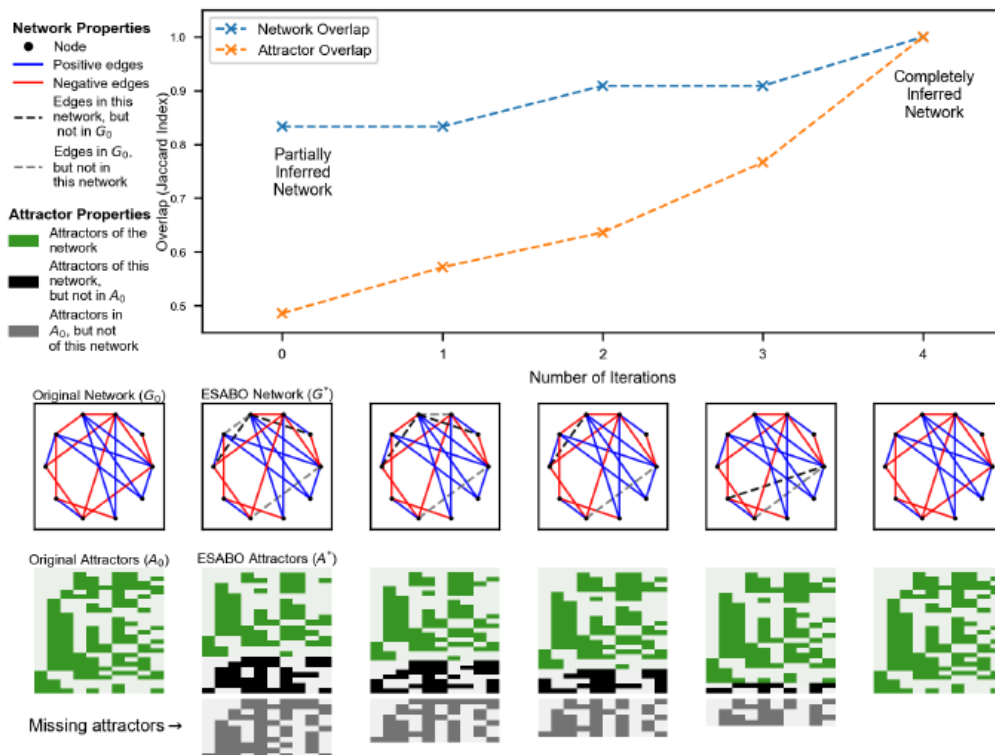 Network Properties
Node
Positive edges
Negative edges
Edges in this
network, but
not in G₀
Edges in G₀,
but not in
this network
Attractor Properties
Attractors of the
network
Attractors of this
network,
but not in A₀
Attractors in
A₀, but not
of this network
Network Overlap
Attractor Overlap
Overlap (Jaccard Index)
1.0
0.9
0.8
0.7
0.6
0.5
Partially
Inferred
Network
Completely
Inferred
Network
0
1
2
3
4
Number of Iterations
Original Network (G₀)
ESABO Network (G*)
Original Attractors (A₀)
ESABO Attractors (A*)
Missing attractors →